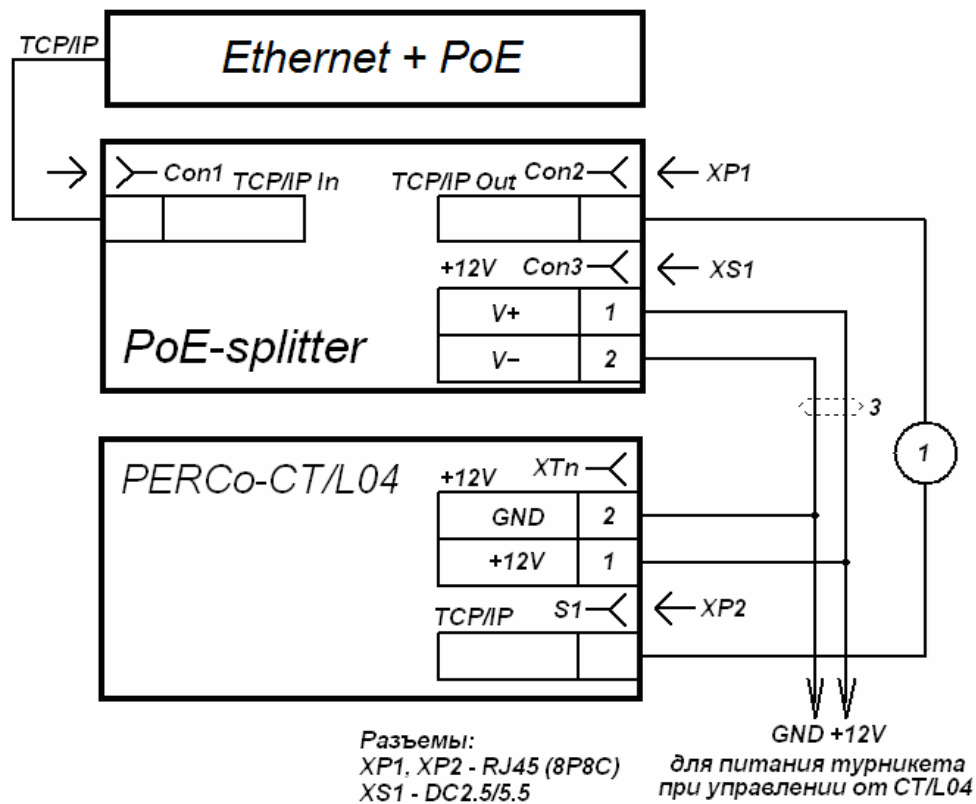 TCP/IP
Ethernet + PoE
Con1
TCP/IP In
TCP/IP Out
Con2
XP1
+12V
Con3
XS1
V+
1
V–
2
PoE-splitter
3
1
PERCo-CT/L04
+12V
XTn
GND
2
+12V
1
TCP/IP
S1
XP2
GND +12V
для питания турникета
при управлении от CT/L04
Разъемы:
XP1, XP2 - RJ45 (8P8C)
XS1 - DC2.5/5.5